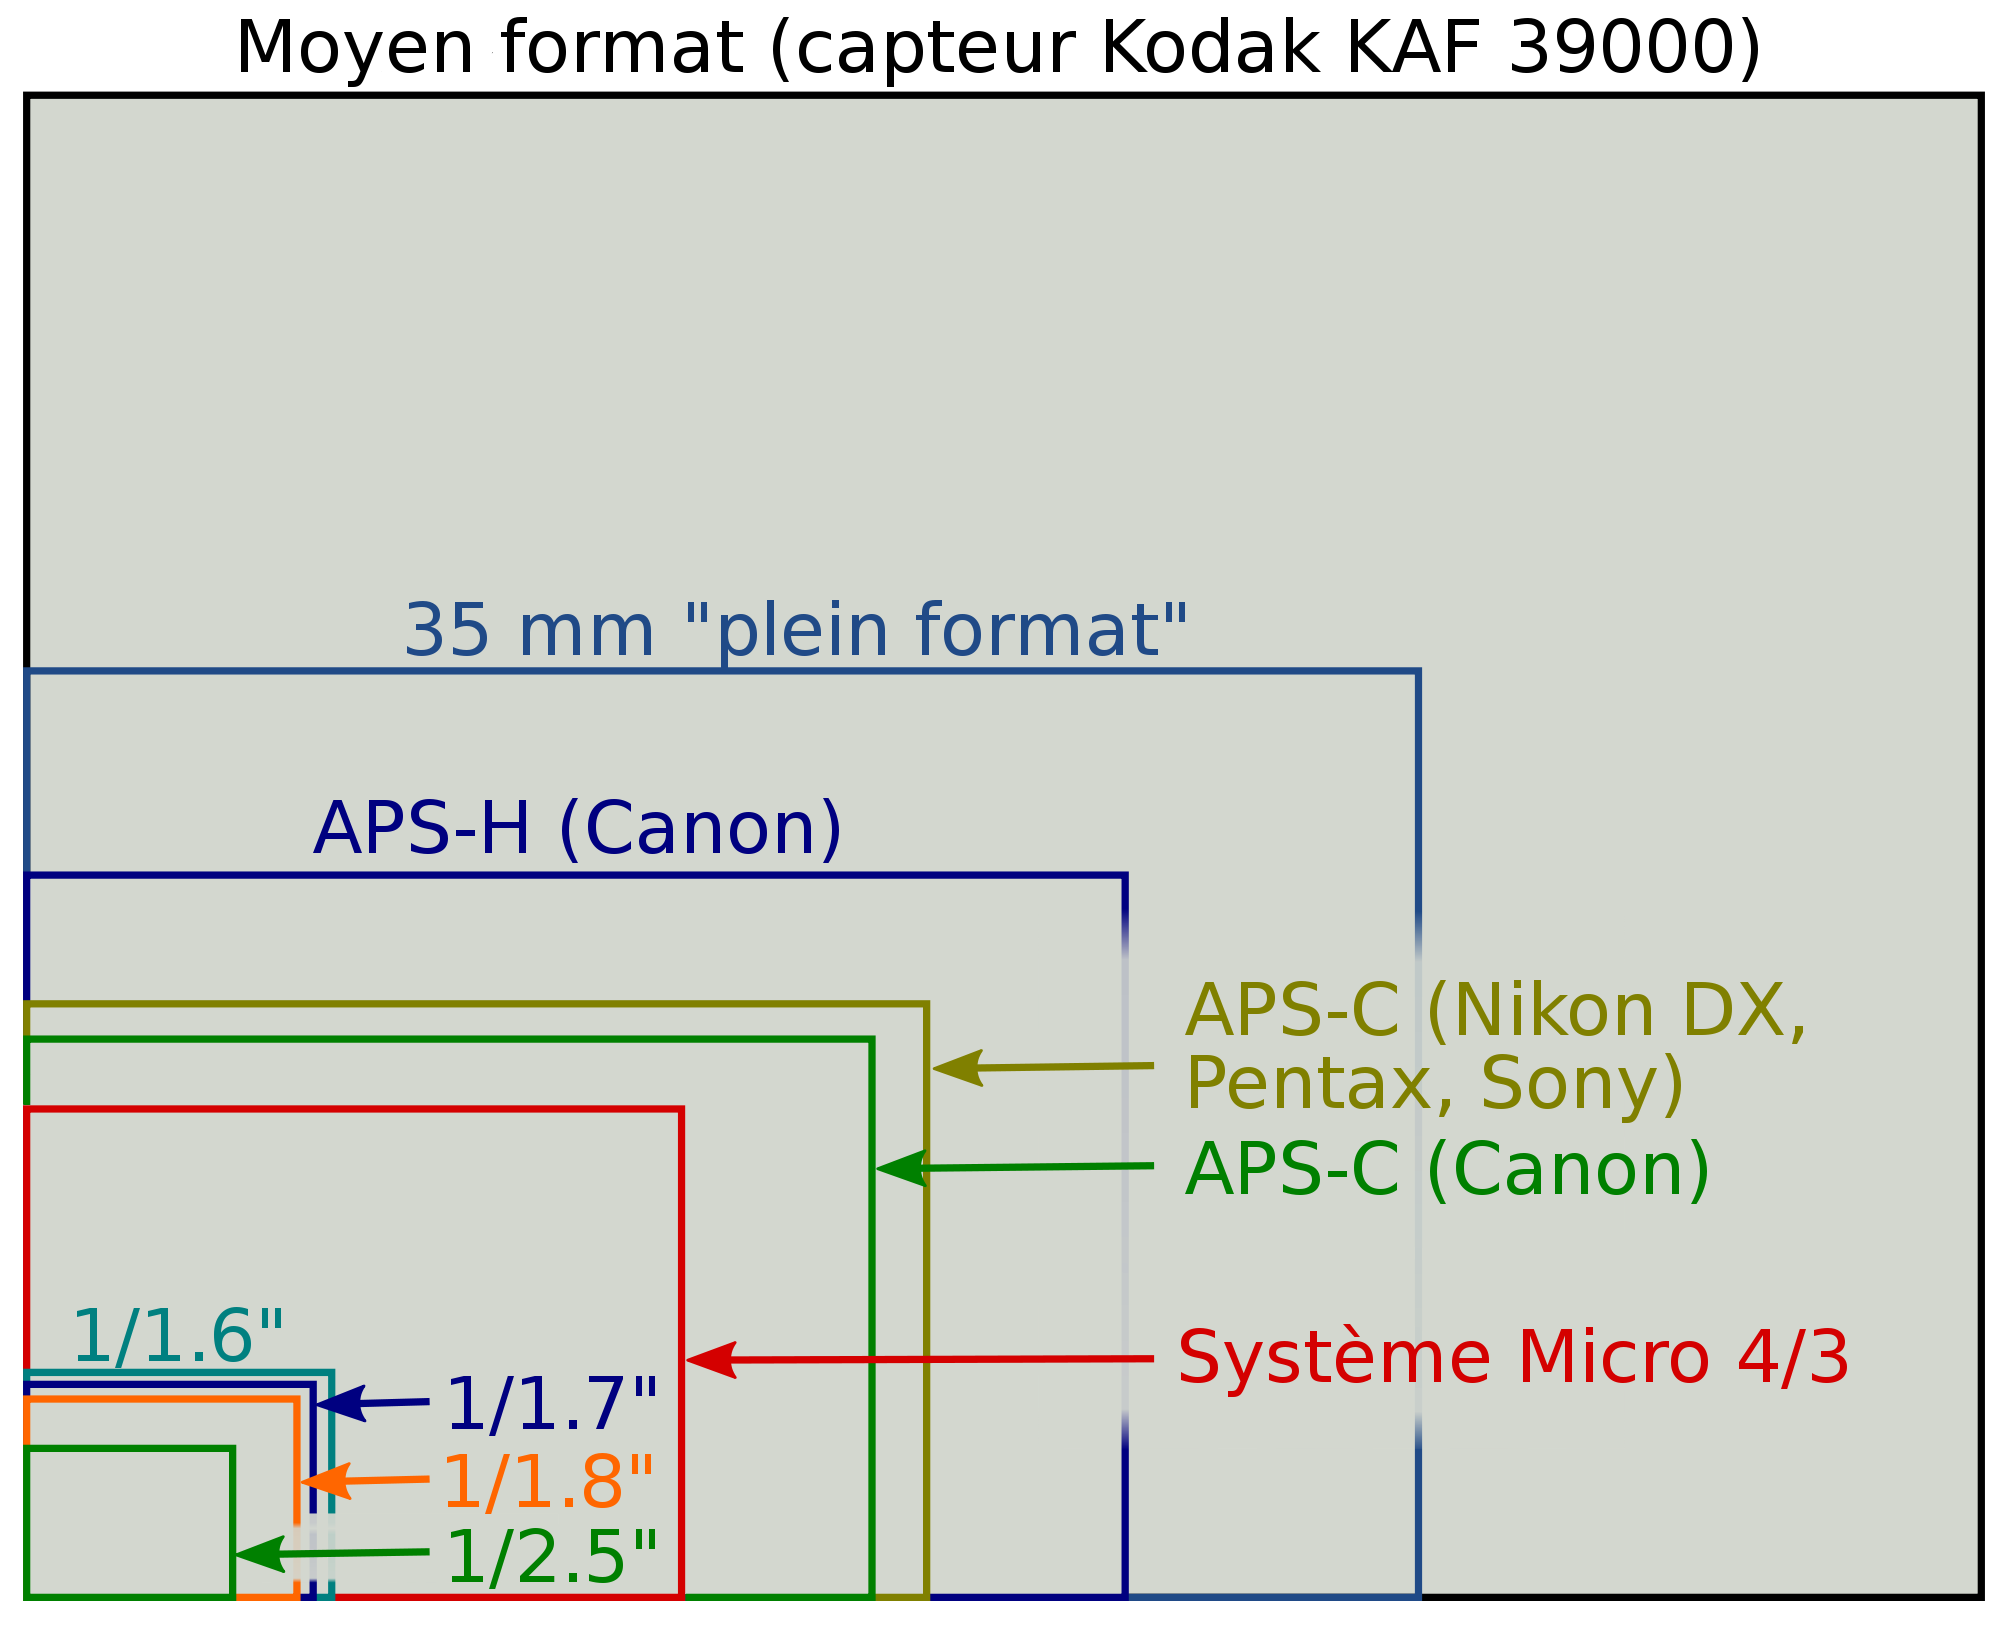 Moyen format (capteur Kodak KAF 39000)
35 mm "plein format"
APS-H (Canon)
APS-C (Nikon DX,
Pentax, Sony)
APS-C (Canon)
Système Micro 4/3
1/1.6"
1/1.7"
1/1.8"
1/2.5"